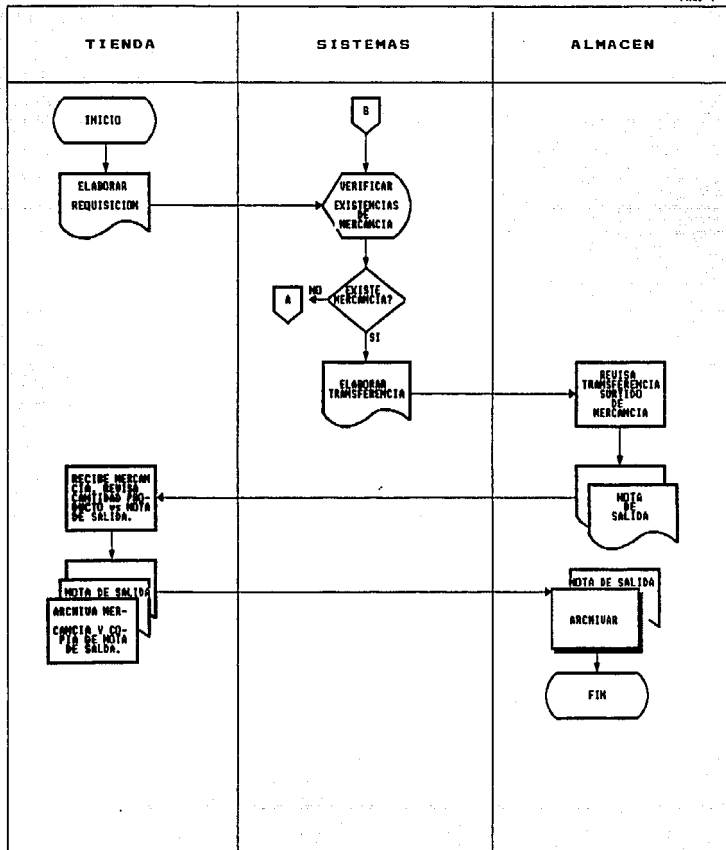 TIENDA
SISTEMAS
ALMACEN
INICIO
B
ELABORAR
REQUISICION
VERIFICAR
EXISTENCIAS
DE
MERCANCIA
A
NO
EXISTE
MERCANCIA?
SI
ELABORAR
TRANSFERENCIA
REVISA
TRANSFERENCIA
SURTIDO
DE
MERCANCIA
RECIBE MERCAN
CIA, REVISA
CANTIDAD PRO-
DUCTO vs NOTA
DE SALIDA.
NOTA
DE
SALIDA
NOTA DE SALIDA
ARCHIVA MER-
CANCIA Y CO-
PIA DE NOTA
DE SALDA.
NOTA DE SALIDA
ARCHIVAR
FIN